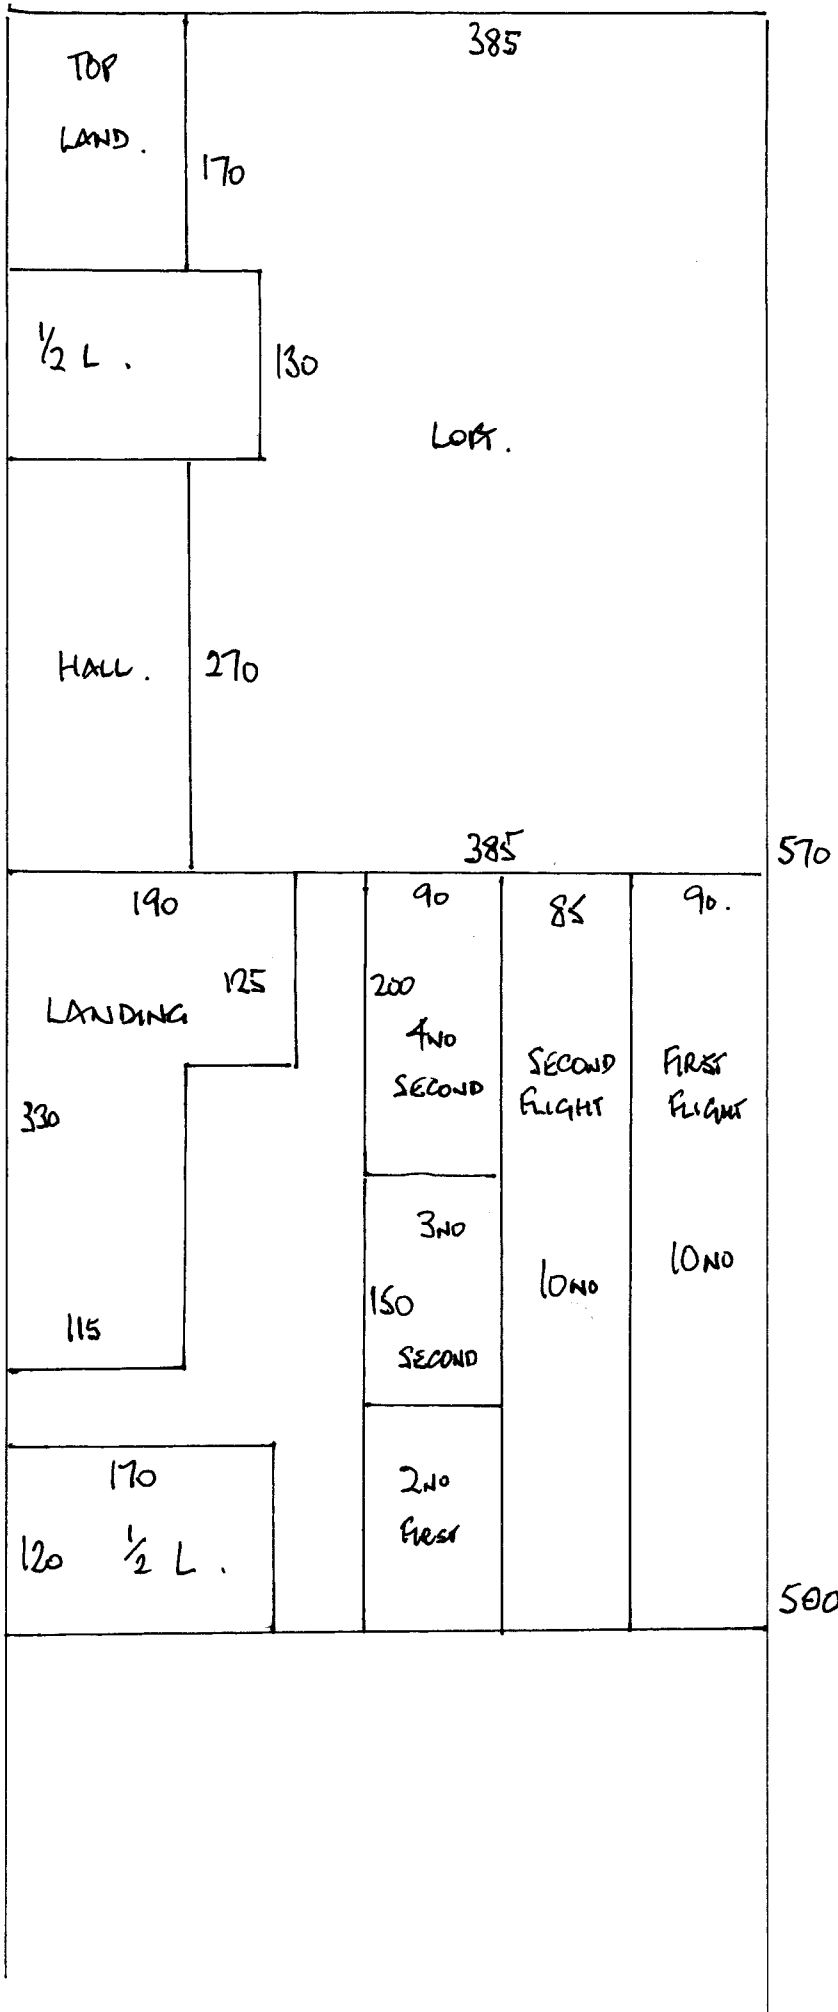 385
TOP
LAND.
170
½ L.
130
LOFT.
HALL.
270
385
570
190
90
85
90.
125
200
LANDING
4NO
SECOND
SECOND
FLIGHT
FIRST
FLIGHT
330
3NO
10NO
10NO
150
115
SECOND
170
2NO
FIRST
120
½ L.
500